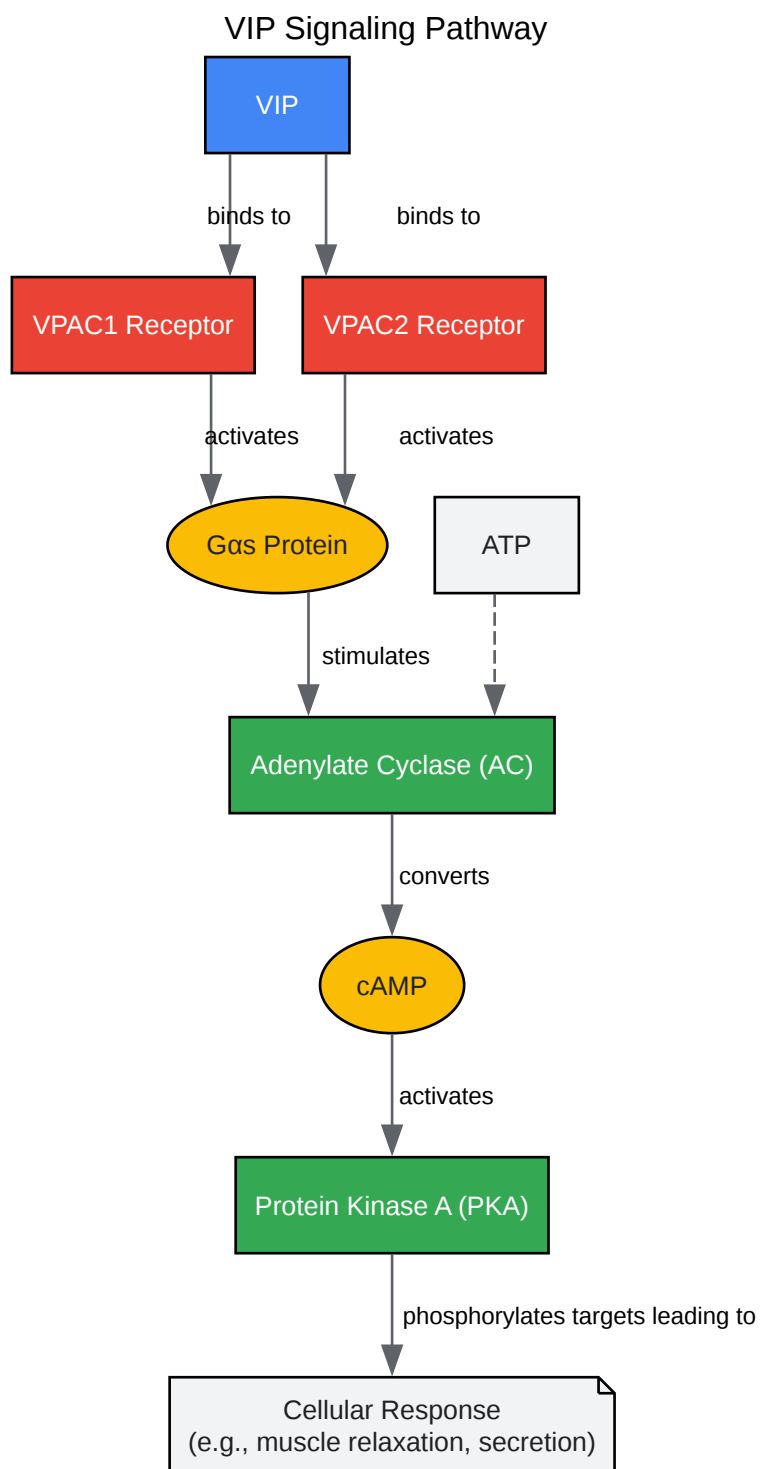 VIP Signaling Pathway
VIP
binds to
binds to
VPAC1 Receptor
VPAC2 Receptor
activates
activates
Gαs Protein
ATP
stimulates
Adenylate Cyclase (AC)
converts
cAMP
activates
Protein Kinase A (PKA)
phosphorylates targets leading to
Cellular Response
(e.g., muscle relaxation, secretion)